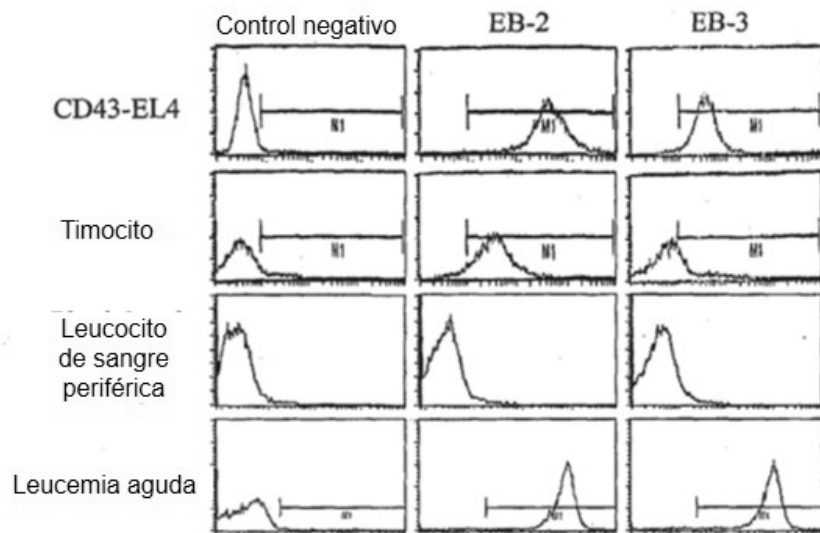 Control negativo EB-2 EB-3
CD43-EL4
M1 M1 M1
Timocito
M1 M1 M1
Leucocito
de sangre
periférica
Leucemia aguda